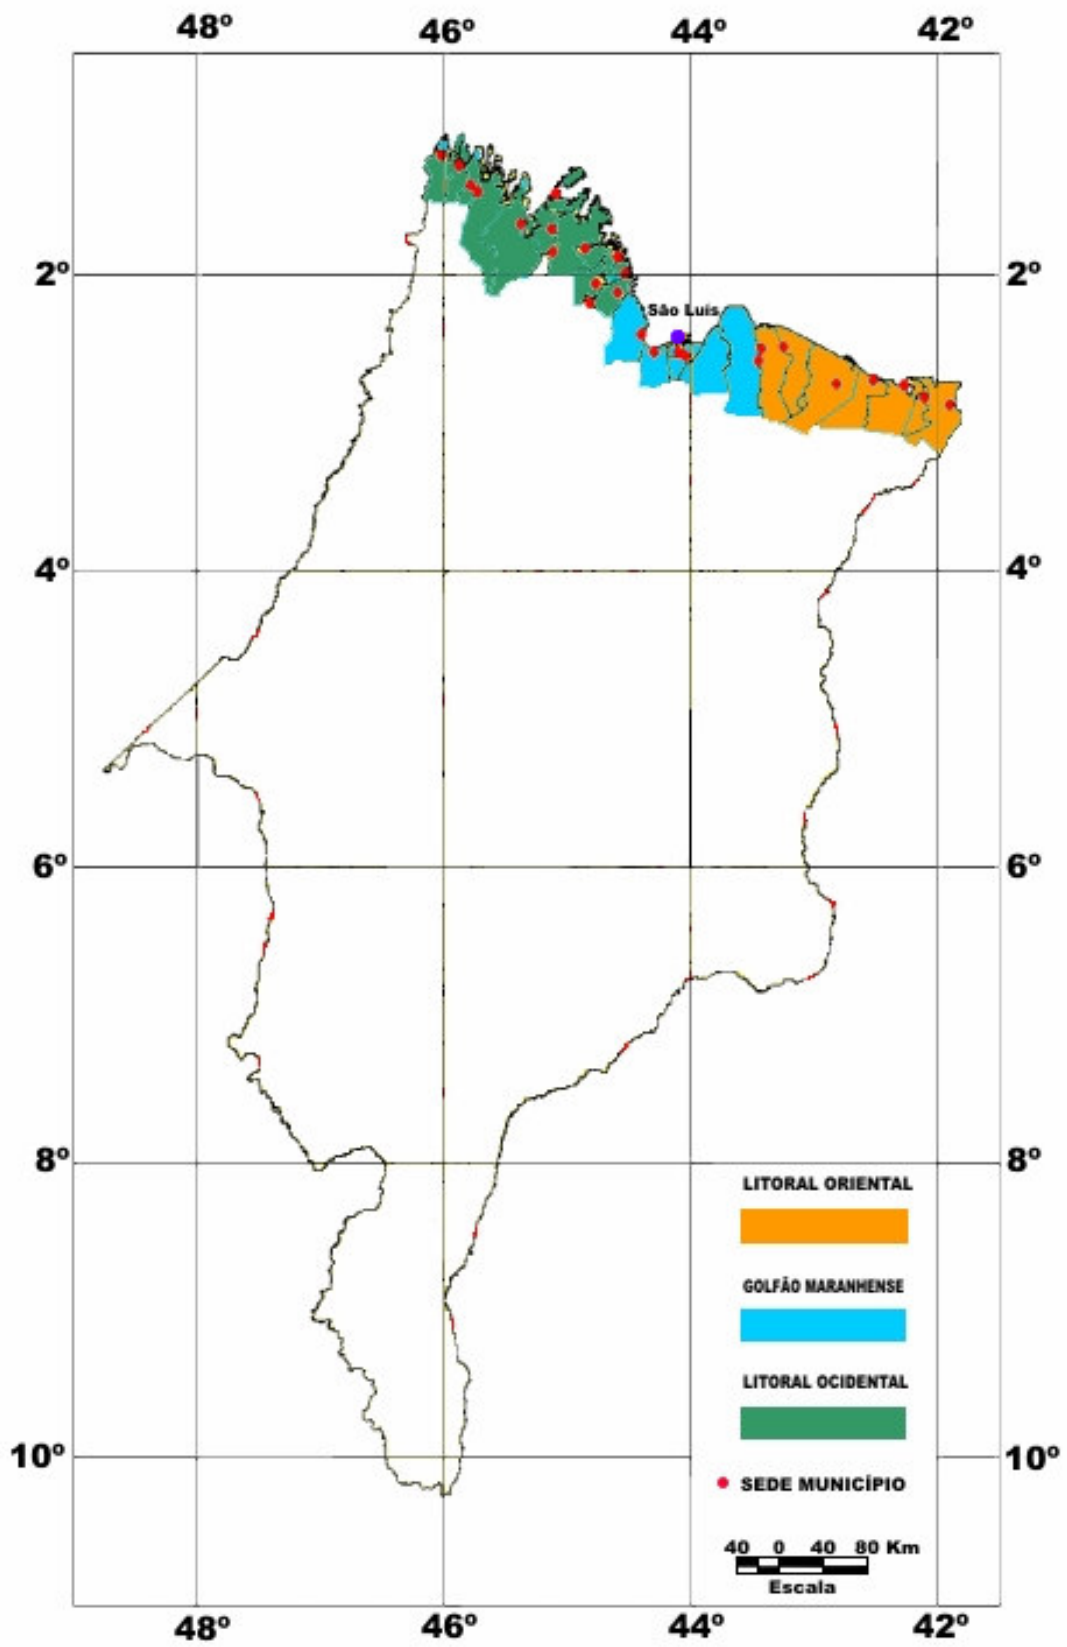 48º 46º 44º 42º
São Luís
2º 2º
4º 4º
6º 6º
8º 8º
LITORAL ORIENTAL
GOLFÃO MARANHENSE
LITORAL OCIDENTAL
10º 10º
SEDE MUNICÍPIO
40 0 40 80 Km
Escala
48º 46º 44º 42º